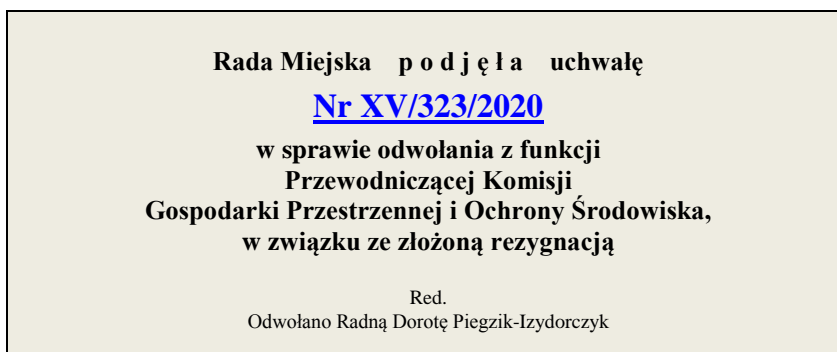 Rada Miejska p o d j ę ł a uchwałę
Nr XV/323/2020
w sprawie odwołania z funkcji
Przewodniczącej Komisji
Gospodarki Przestrzennej i Ochrony Środowiska,
w związku ze złożoną rezygnacją
Red.
Odwołano Radną Dorotę Piegzik-Izydorczyk